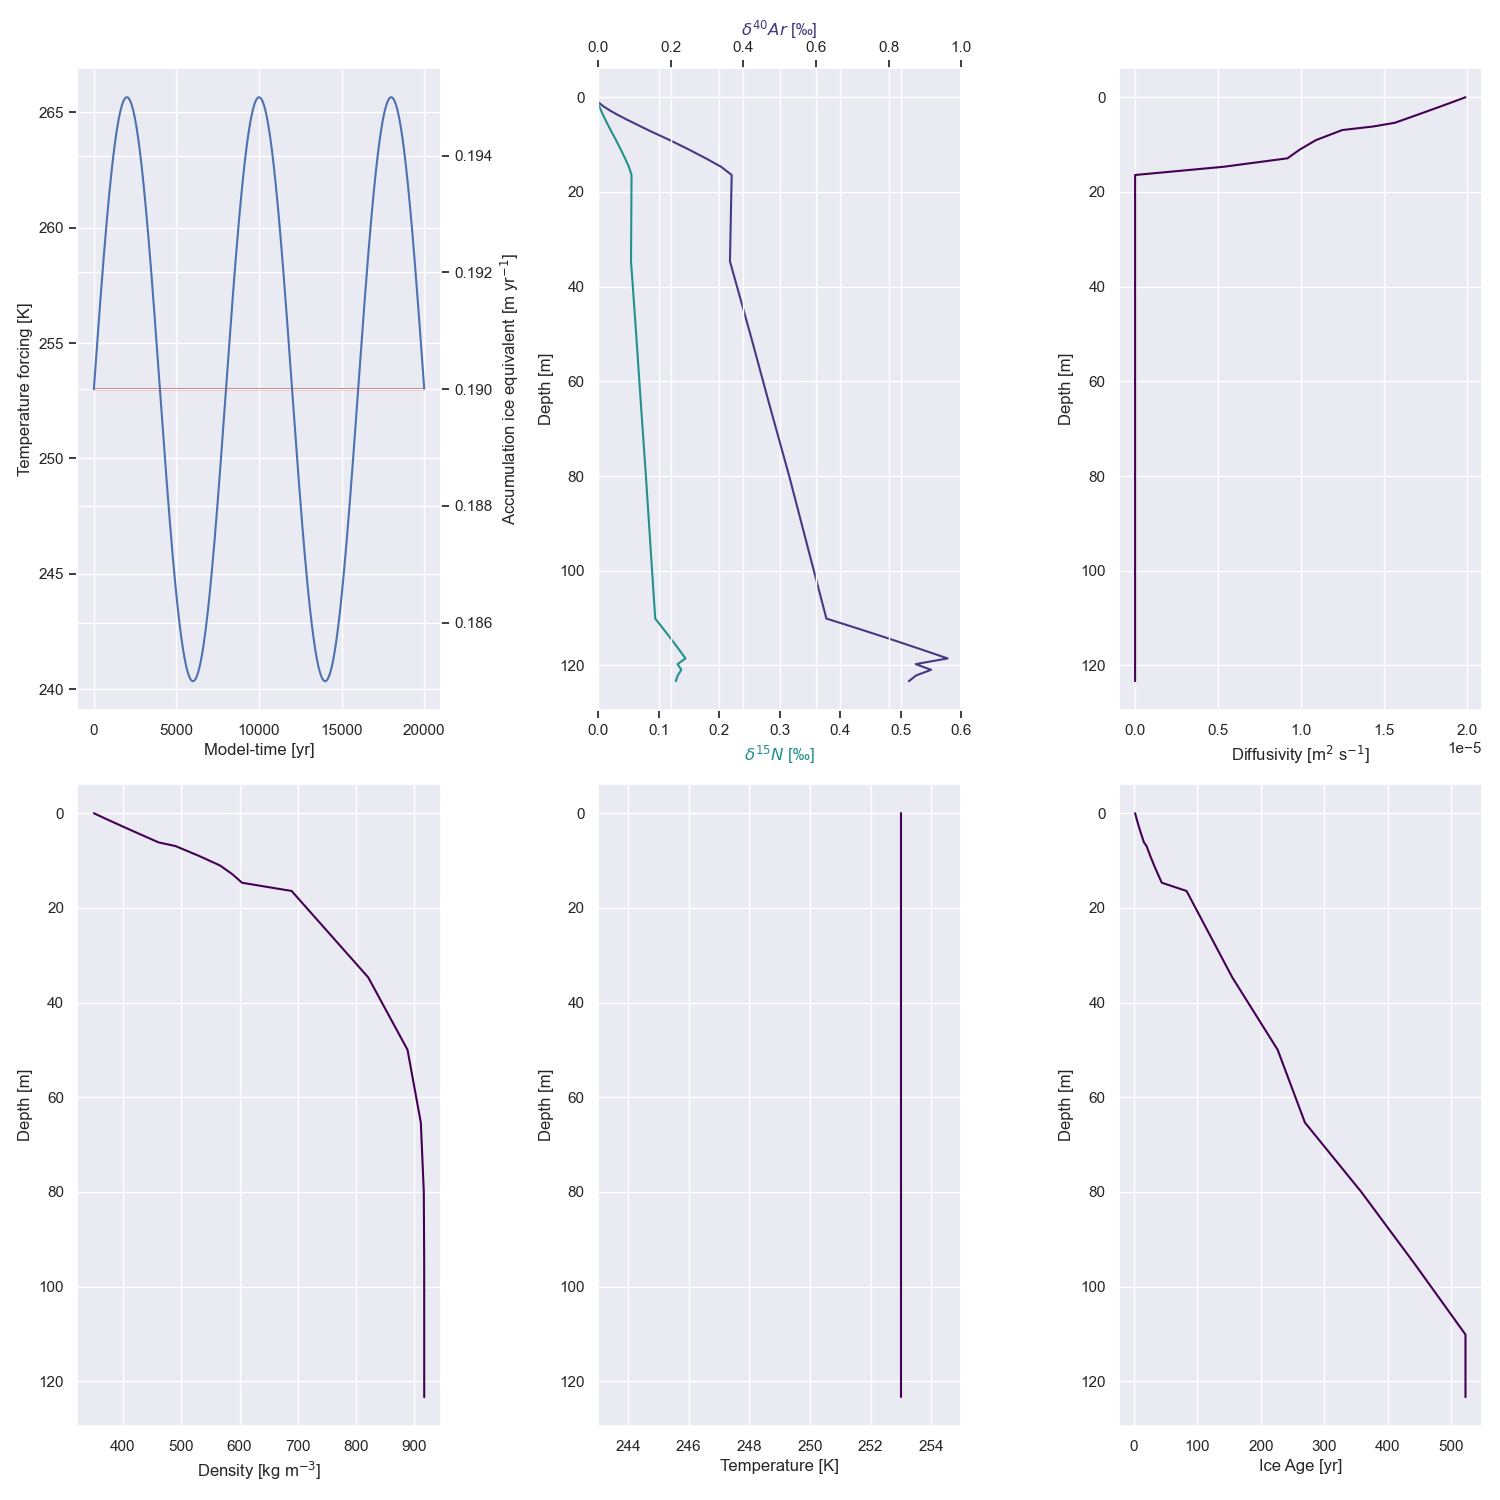 δ⁴⁰Ar [‰]
0.0 0.2 0.4 0.6 0.8 1.0
265
260
255
250
245
240
Temperature forcing [K]
0.194
0.192
0.190
0.188
0.186
Accumulation ice equivalent [m yr⁻¹]
0 5000 10000 15000 20000
Model-time [yr]
0
20
40
60
80
100
120
Depth [m]
0.0 0.1 0.2 0.3 0.4 0.5 0.6
δ¹⁵N [‰]
0
20
40
60
80
100
120
Depth [m]
0.0 0.5 1.0 1.5 2.0
1e−5
Diffusivity [m² s⁻¹]
0
20
40
60
80
100
120
Depth [m]
400 500 600 700 800 900
Density [kg m⁻³]
0
20
40
60
80
100
120
Depth [m]
244 246 248 250 252 254
Temperature [K]
0
20
40
60
80
100
120
Depth [m]
0 100 200 300 400 500
Ice Age [yr]